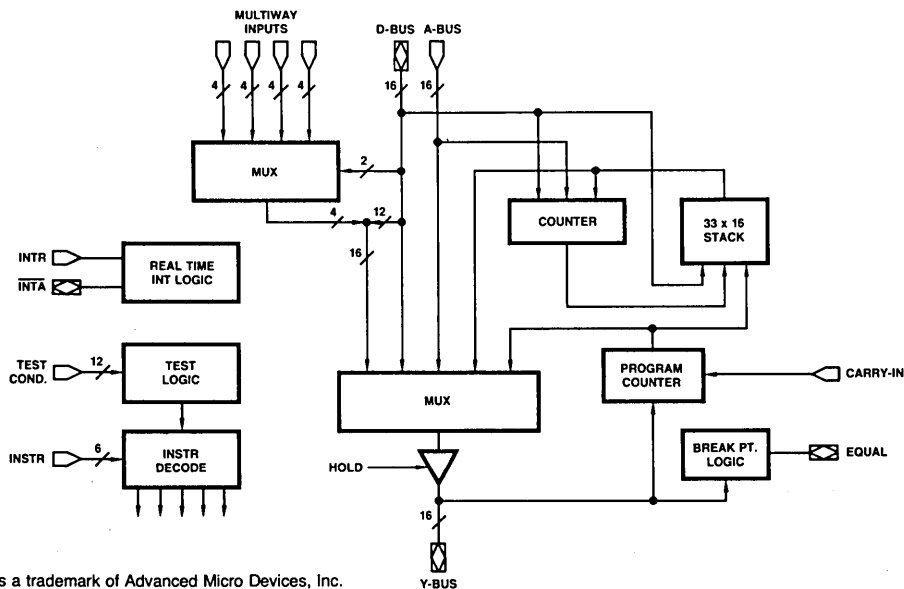 MULTIWAY
INPUTS
D-BUS A-BUS
4 4 4 4
16 16
MUX
2
COUNTER
33 x 16
STACK
4 12
16
INTR
INTA
REAL TIME
INT LOGIC
TEST
COND.
12
TEST
LOGIC
MUX
PROGRAM
COUNTER
CARRY-IN
INSTR
6
INSTR
DECODE
HOLD
BREAK PT.
LOGIC
EQUAL
16
Y-BUS
s a trademark of Advanced Micro Devices, Inc.